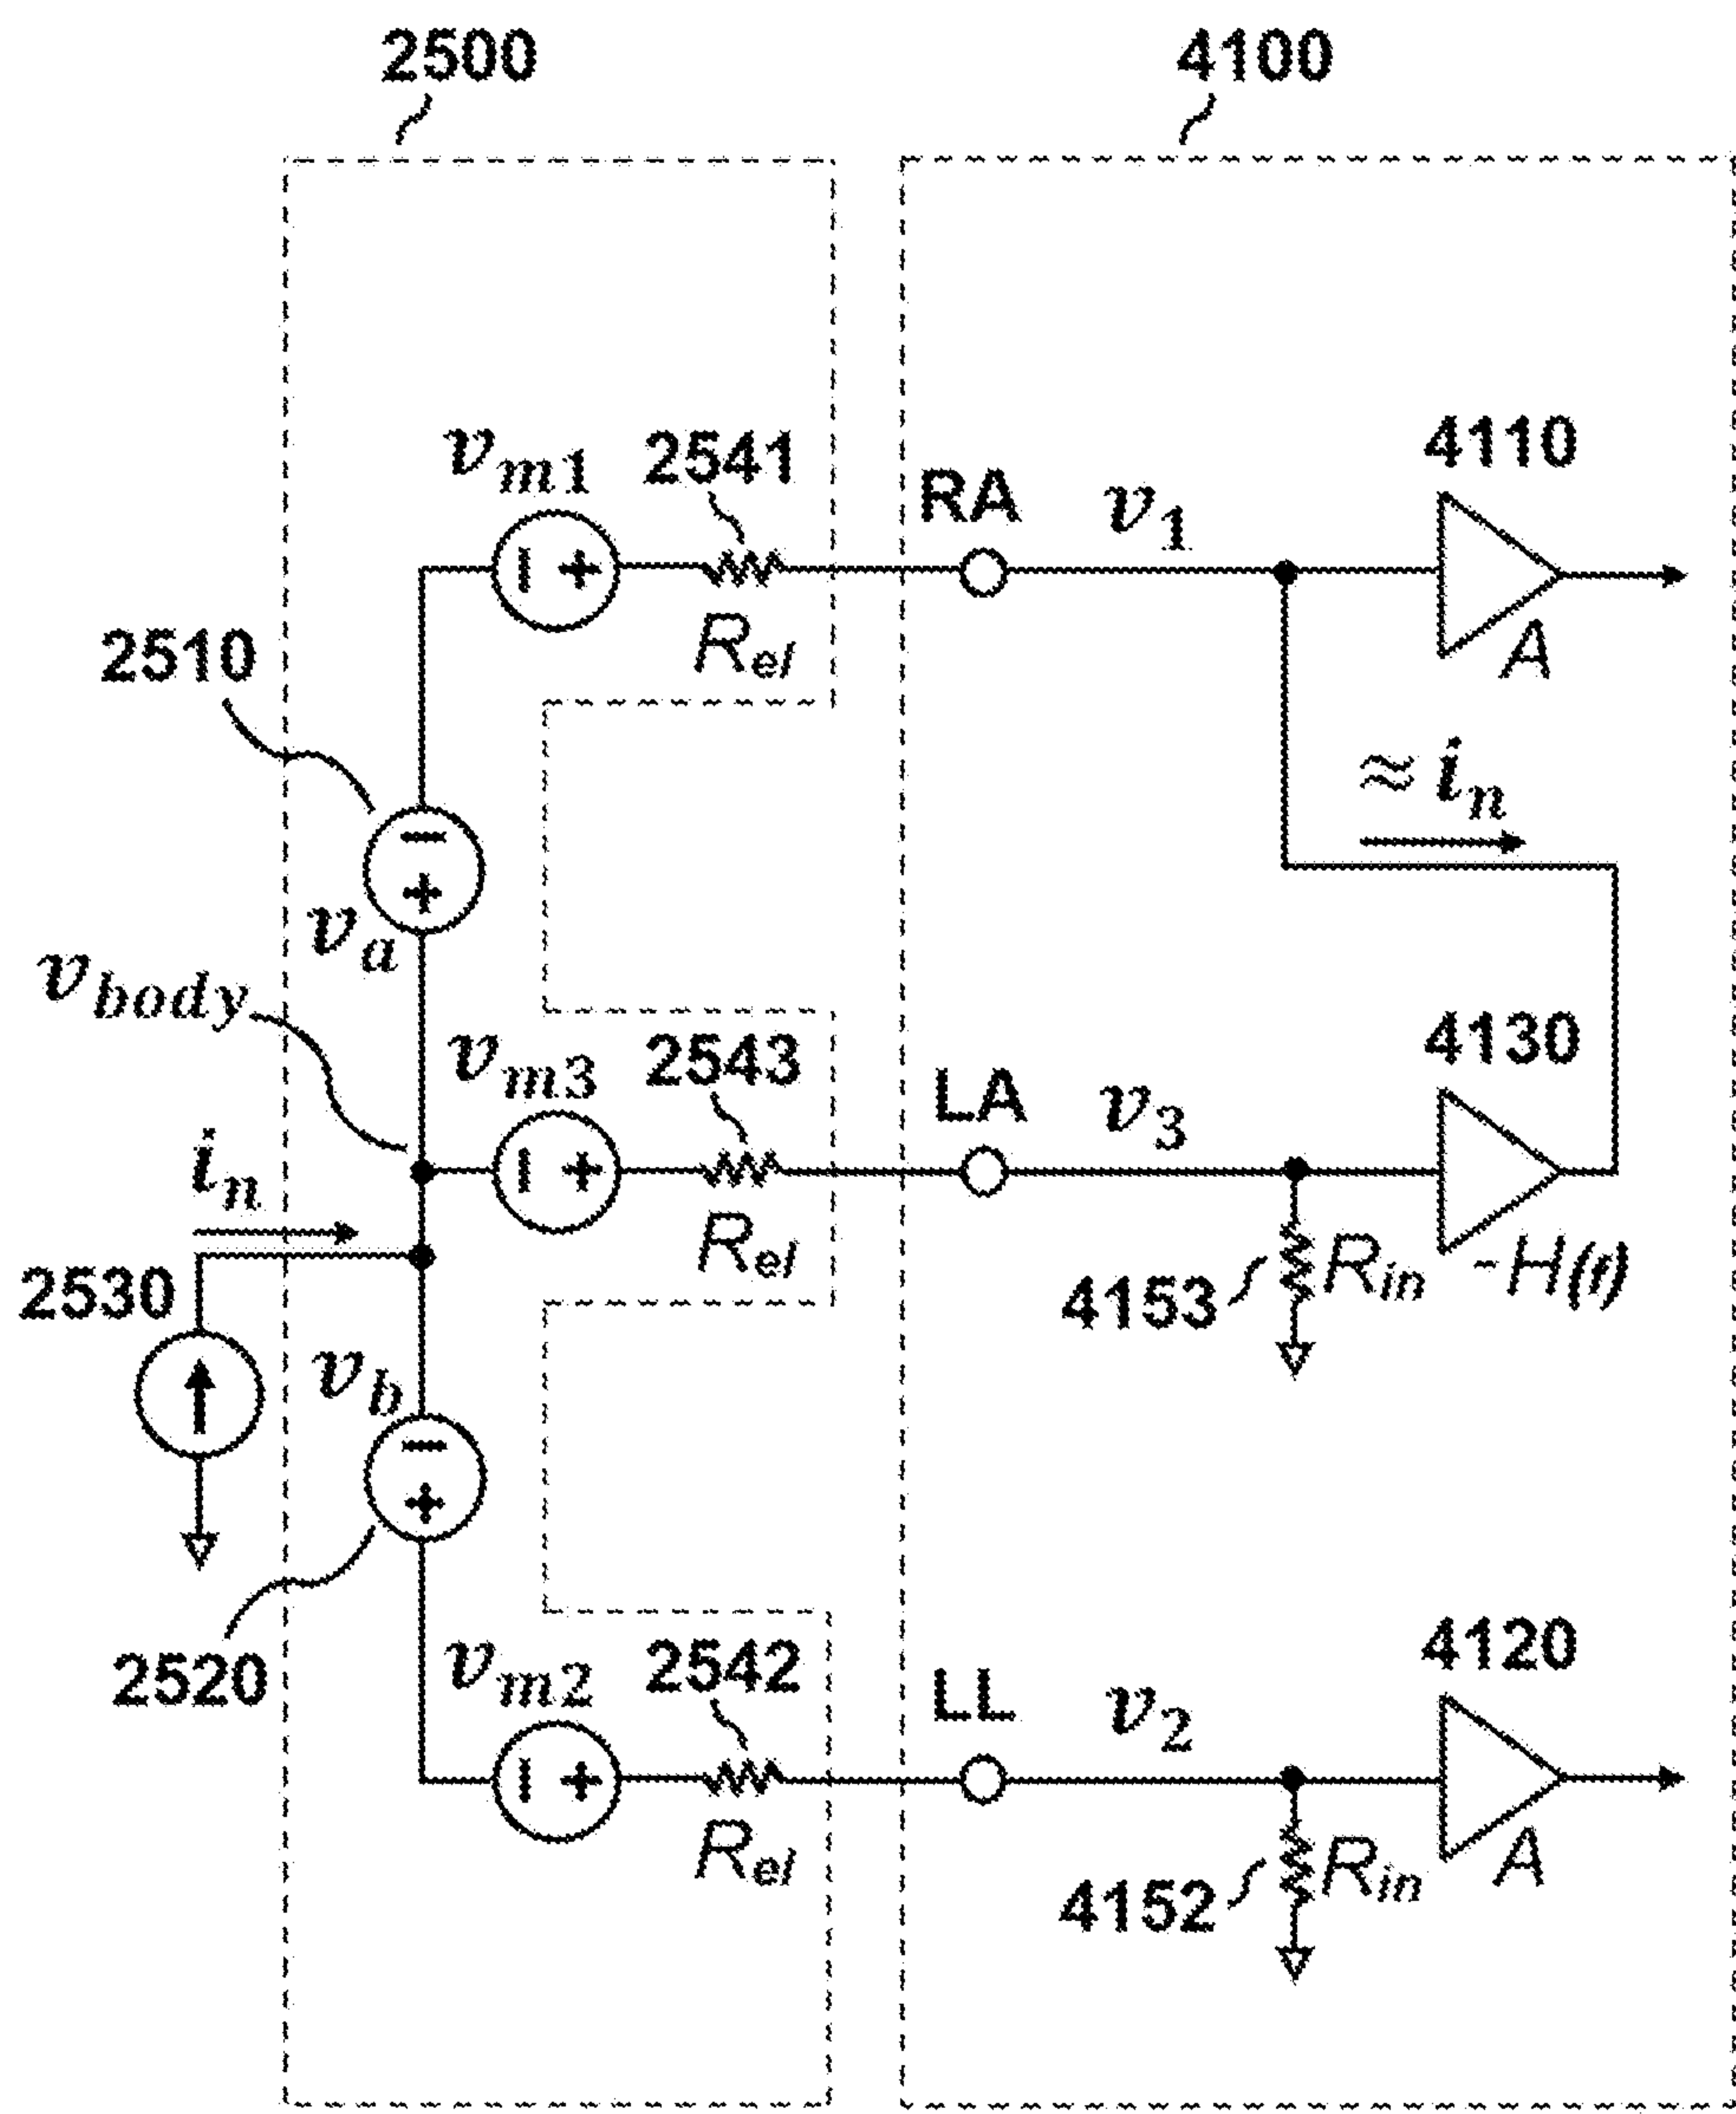 2500
4100
v_m1
2541
RA
v_1
4110
R_el
A
2510
≈ i_n
v_a
v_body
v_m3
2543
LA
v_3
4130
i_n
R_el
4153
R_in
-H(f)
2530
v_b
v_m2
2542
LL
v_2
4120
2520
R_el
4152
R_in
A